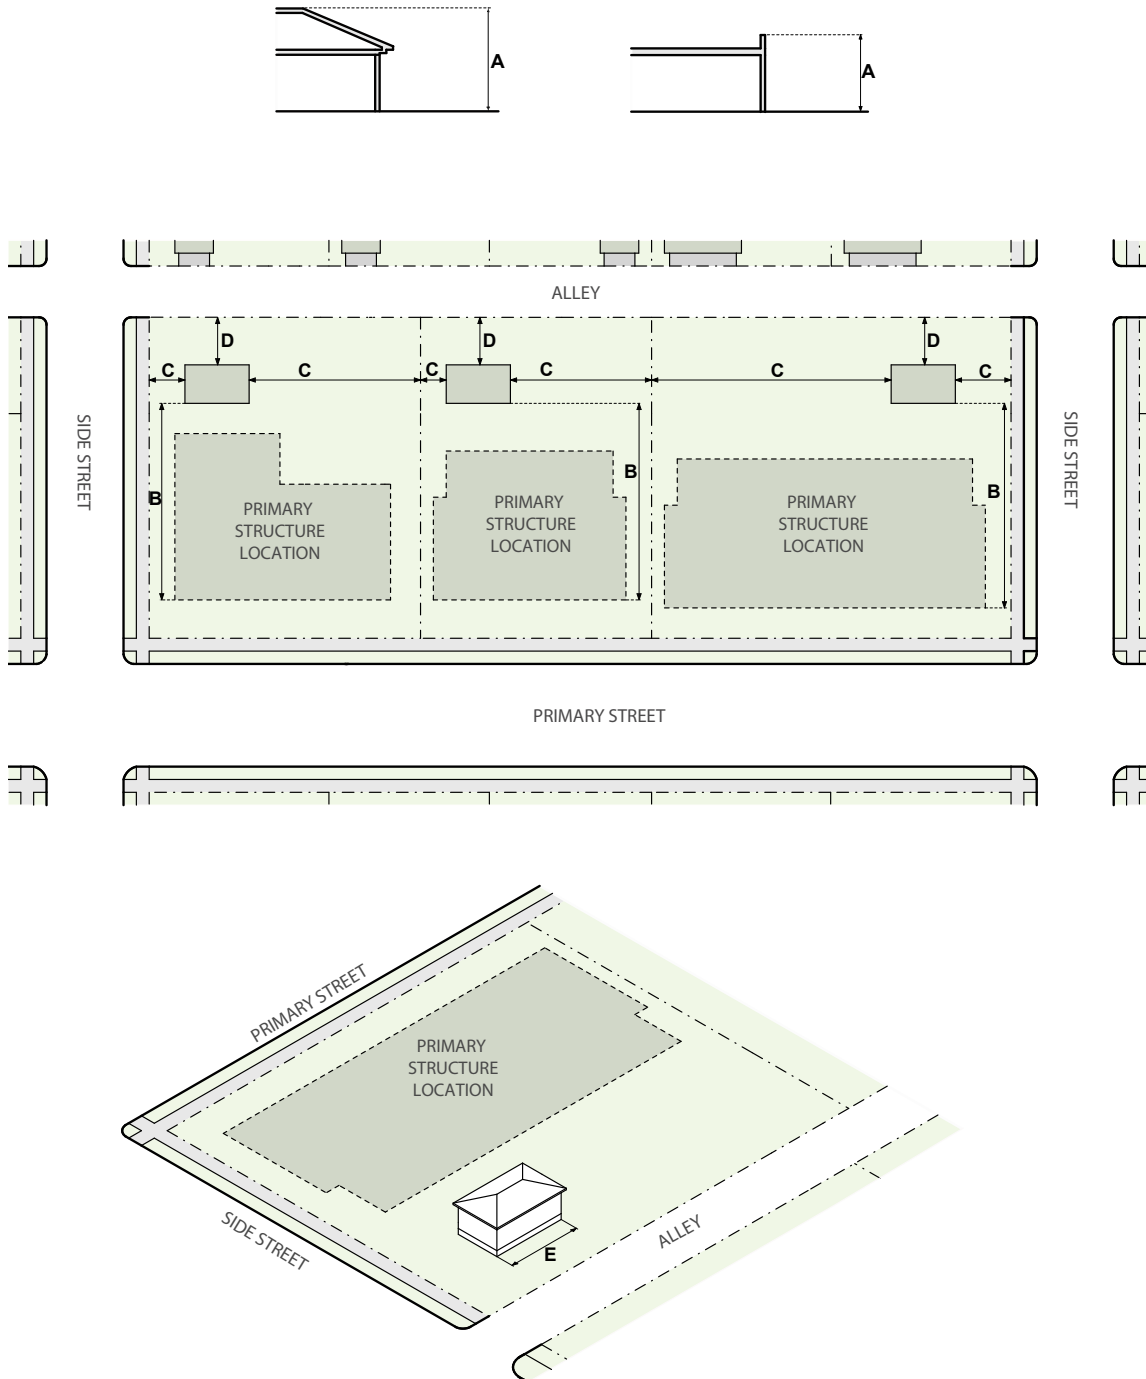 A
A
ALLEY
D
D
D
C
C
C
C
C
C
SIDE STREET
SIDE STREET
B
B
B
PRIMARY
STRUCTURE
LOCATION
PRIMARY
STRUCTURE
LOCATION
PRIMARY
STRUCTURE
LOCATION
PRIMARY STREET
PRIMARY STREET
PRIMARY
STRUCTURE
LOCATION
SIDE STREET
ALLEY
E